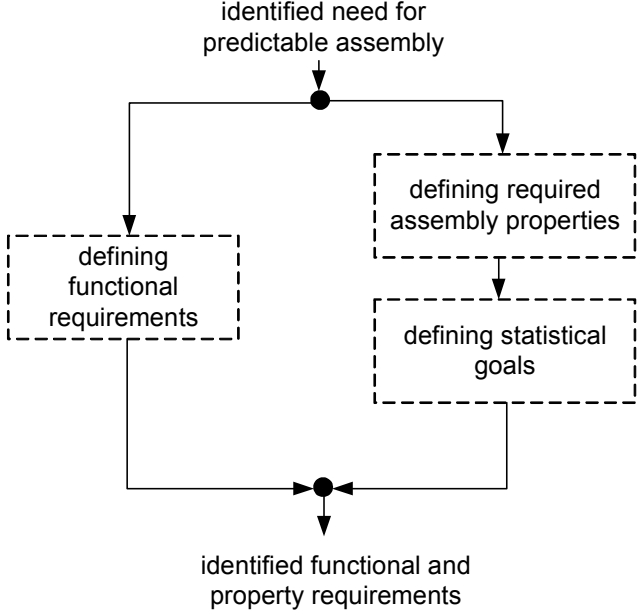 identified need for
predictable assembly
defining required
assembly properties
defining
functional
requirements
defining statistical
goals
identified functional and
property requirements